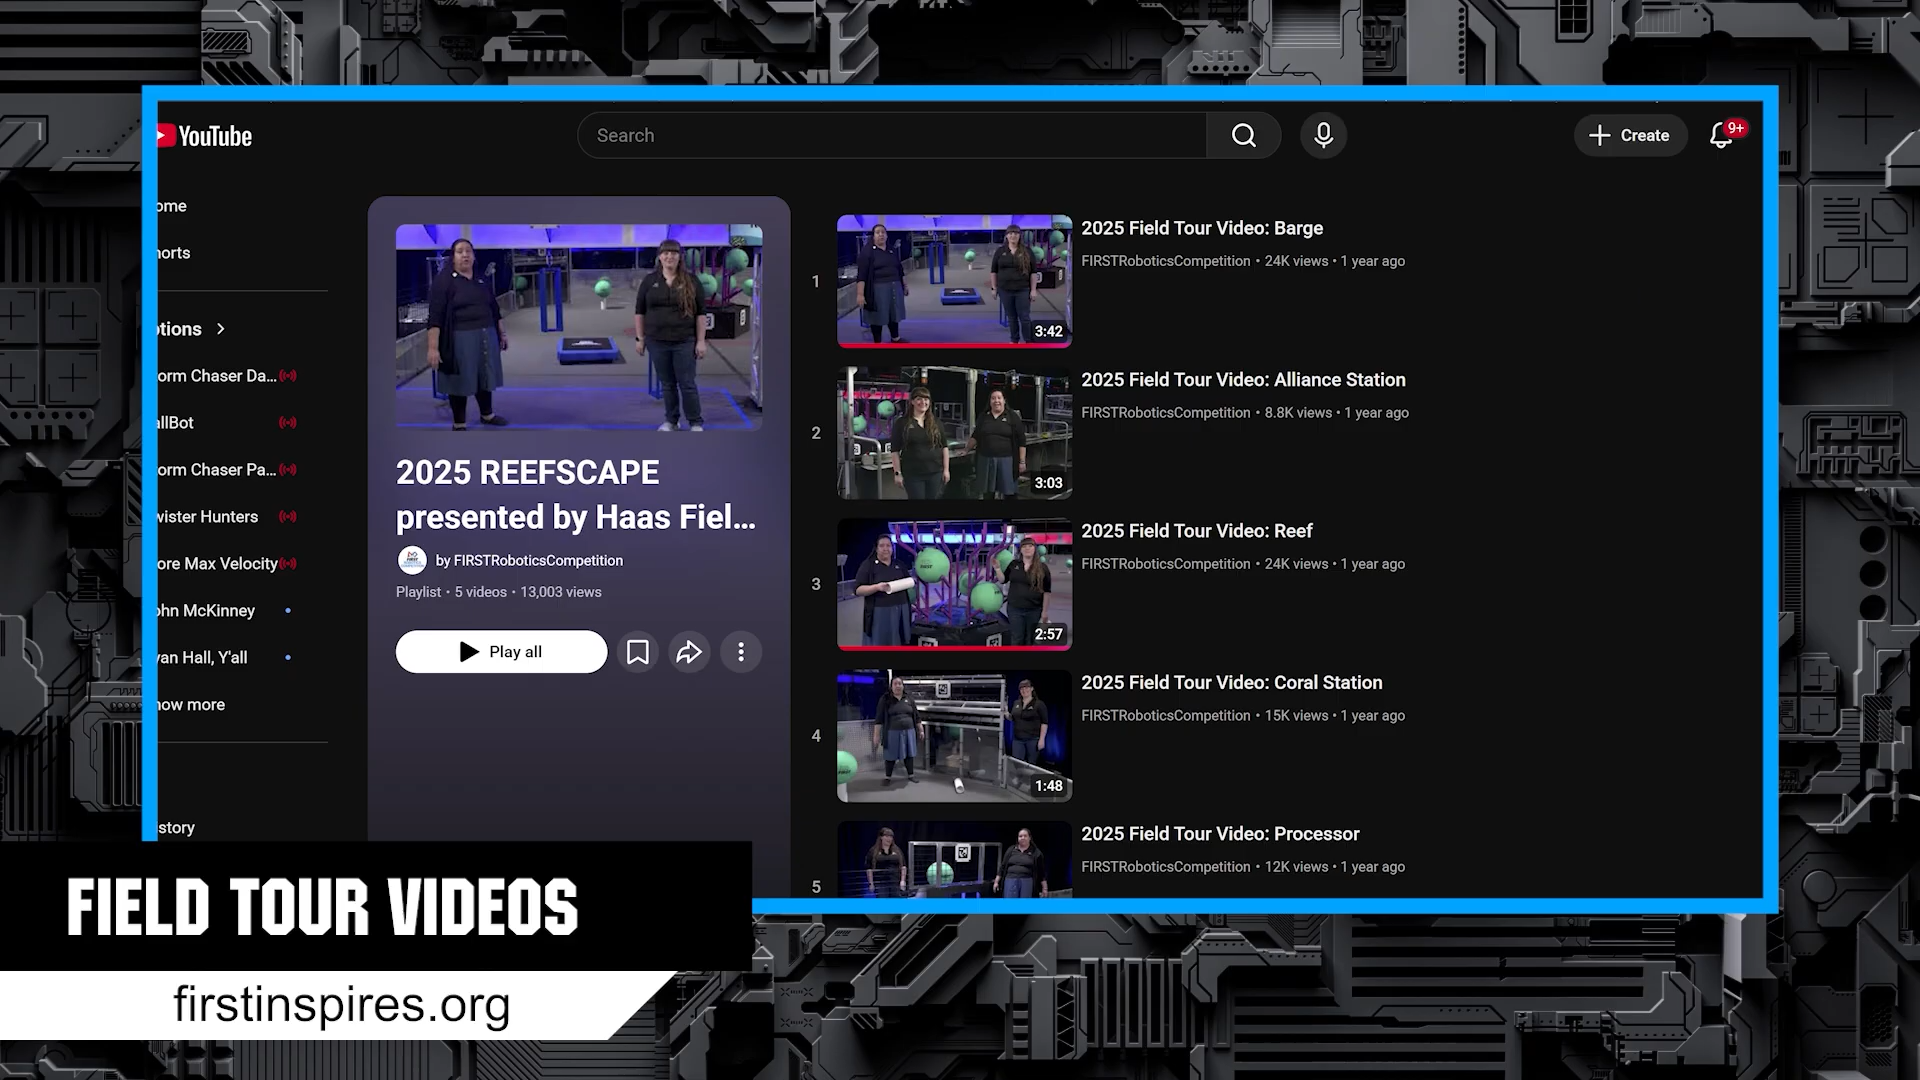 YouTube
Search
Create
9+
ome
horts
otions
orm Chaser Da...
allBot
orm Chaser Pa...
wister Hunters
ore Max Velocity
ohn McKinney
yan Hall, Y'all
how more
story
2025 REEFSCAPE
presented by Haas Fiel...
by FIRSTRoboticsCompetition
Playlist • 5 videos • 13,003 views
Play all
1
3:42
2025 Field Tour Video: Barge
FIRSTRoboticsCompetition • 24K views • 1 year ago
2
3:03
2025 Field Tour Video: Alliance Station
FIRSTRoboticsCompetition • 8.8K views • 1 year ago
3
2:57
2025 Field Tour Video: Reef
FIRSTRoboticsCompetition • 24K views • 1 year ago
4
1:48
2025 Field Tour Video: Coral Station
FIRSTRoboticsCompetition • 15K views • 1 year ago
5
2025 Field Tour Video: Processor
FIRSTRoboticsCompetition • 12K views • 1 year ago
FIELD TOUR VIDEOS
firstinspires.org